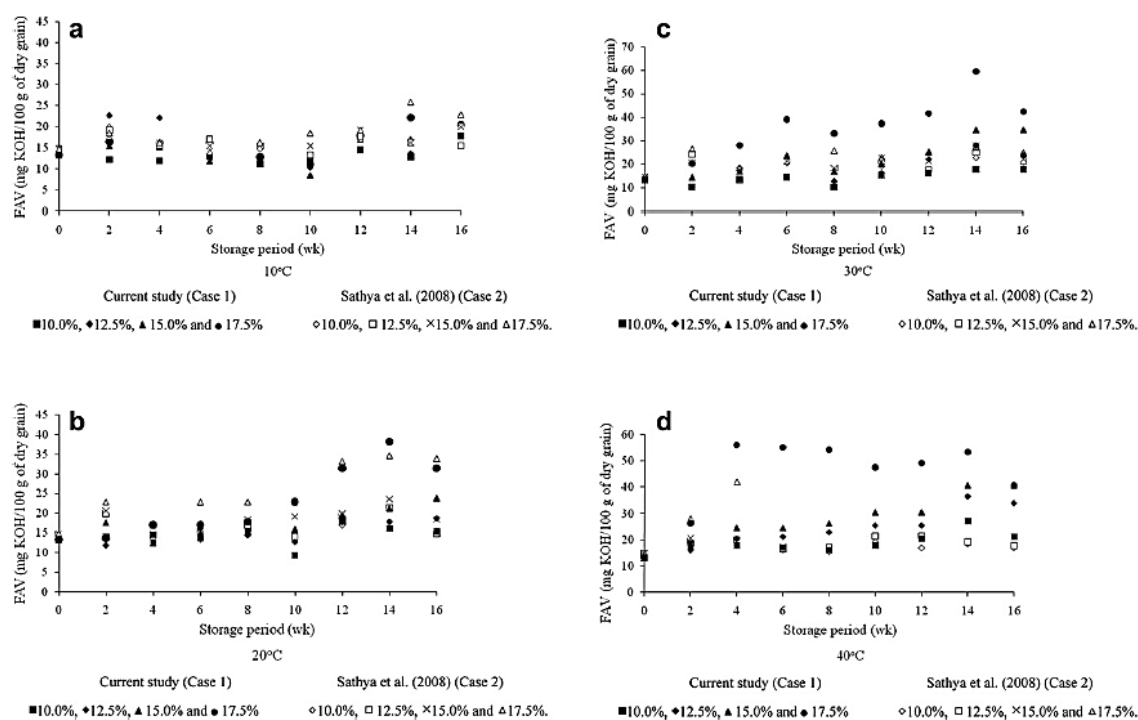 a
FAV (mg KOH/100 g of dry grain)
45
40
35
30
25
20
15
10
5
0
0 2 4 6 8 10 12 14 16
Storage period (wk)
10°C
Current study (Case 1) Sathya et al. (2008) (Case 2)
■10.0%, ◆12.5%, ▲ 15.0% and ●17.5% ◇10.0%, □ 12.5%, ×15.0% and △17.5%.
c
FAV (mg KOH/100 g of dry grain)
70
60
50
40
30
20
10
0
0 2 4 6 8 10 12 14 16
Storage period (wk)
30°C
Current study (Case 1) Sathya et al. (2008) (Case 2)
■10.0%, ◆12.5%, ▲ 15.0% and ●17.5% ◇10.0%, □ 12.5%, ×15.0% and △17.5%.
b
FAV (mg KOH/100 g of dry grain)
45
40
35
30
25
20
15
10
5
0
0 2 4 6 8 10 12 14 16
Storage period (wk)
20°C
Current study (Case 1) Sathya et al. (2008) (Case 2)
■10.0%, ◆12.5%, ▲ 15.0% and ●17.5% ◇10.0%, □ 12.5%, ×15.0% and △17.5%.
d
FAV (mg KOH/100 g of dry grain)
60
50
40
30
20
10
0
0 2 4 6 8 10 12 14 16
Storage period (wk)
40°C
Current study (Case 1) Sathya et al. (2008) (Case 2)
■10.0%, ◆12.5%, ▲ 15.0% and ●17.5% ◇10.0%, □ 12.5%, ×15.0% and △17.5%.